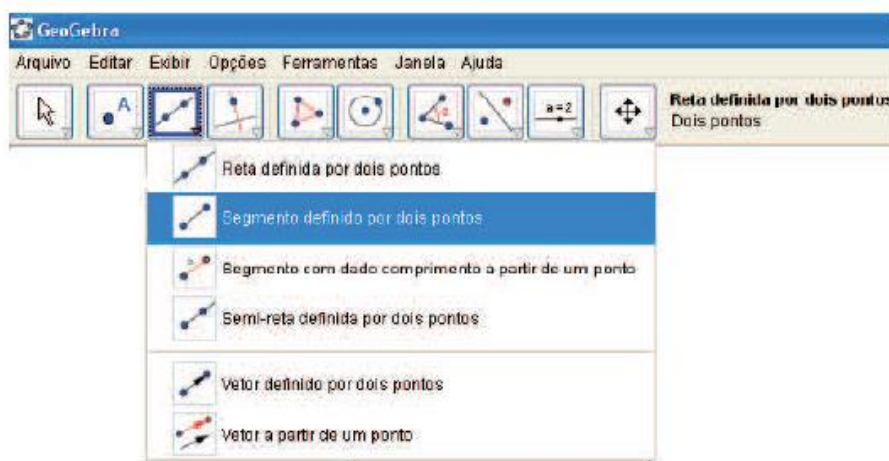 GeoGebra
Arquivo Editar Exibir Opções Ferramentas Janela Ajuda
A
a=2
Reta definida por dois pontos
Dois pontos
Reta definida por dois pontos
Segmento definido por dois pontos
Segmento com dado comprimento a partir de um ponto
Semi-reta definida por dois pontos
Vetor definido por dois pontos
Vetor a partir de um ponto